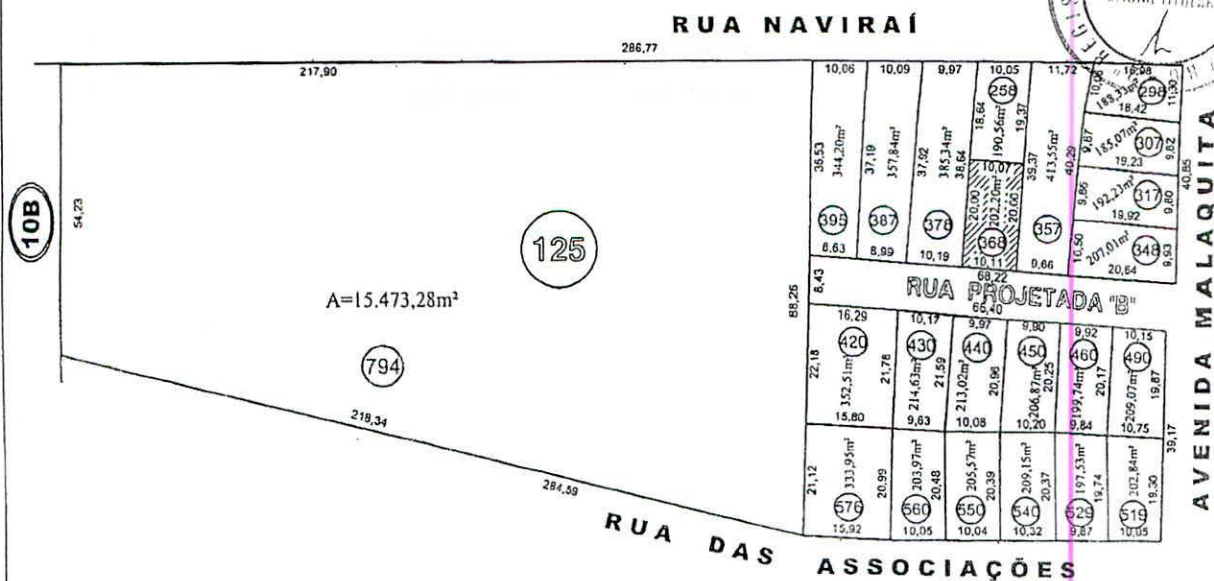 RUA NAVIRAÍ
286,77
217,90
10,06 10,09 9,97 10,05 11,72 16,98
258
18,64
190,56m²
19,37
10,07
10,08
188,33m²
298
11,30
18,42
9,87
185,07m²
307
9,82
19,23
9,86
192,23m²
317
9,80
19,92
10,50
207,01m²
348
9,93
20,64
40,85
36,53
344,20m²
37,19
357,84m²
37,92
385,34m²
38,64
20,00
202,20m²
20,00
39,37
413,55m²
40,29
395 387 378 368 357
8,63 8,99 10,19 10,11 9,66
68,22
10B
54,23
125
A=15.473,28m²
794
88,26
8,43
RUA PROJETADA "B"
66,40
16,29 10,17 9,97 9,90 9,92 10,15
420 430 440 450 460 490
22,18
352,51m²
21,78
214,63m²
21,59
213,02m²
20,96
206,87m²
20,25
199,74m²
20,17
209,07m²
19,87
15,80 9,63 10,08 10,20 9,84 10,75
39,17
21,12
333,95m²
20,99
203,97m²
20,48
205,57m²
20,39
209,15m²
20,37
197,53m²
19,74
202,84m²
19,30
576 560 550 540 529 519
15,92 10,05 10,04 10,32 9,87 10,05
218,34
284,59
RUA DAS ASSOCIAÇÕES
AVENIDA MALAQUITA